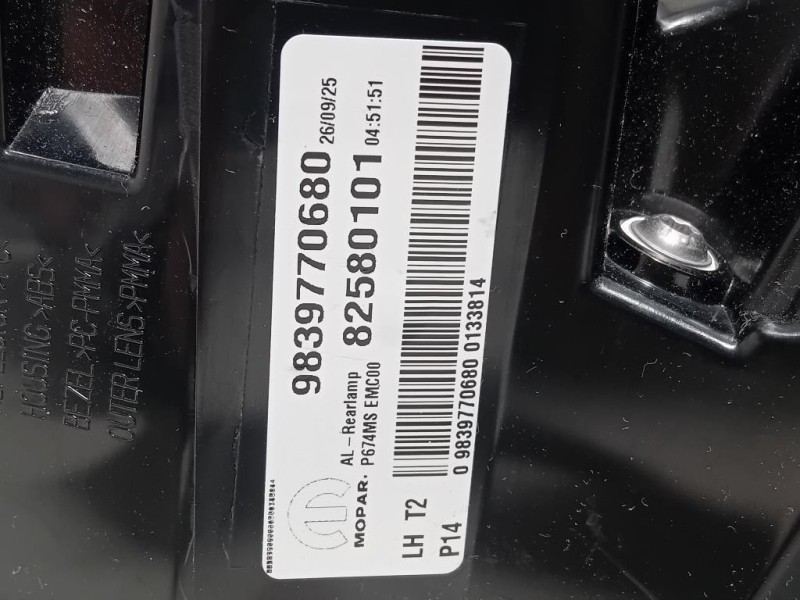 HOUSING:>ABS<
BEZEL:>PC-PMMA<
OUTER LENS:>PMMA<
MOPAR.
AL-Rearlamp
9839770680
26/09/25
P674MS EMC00
82580101
04:51:51
LH T2
0 9839770680 0133814
P14